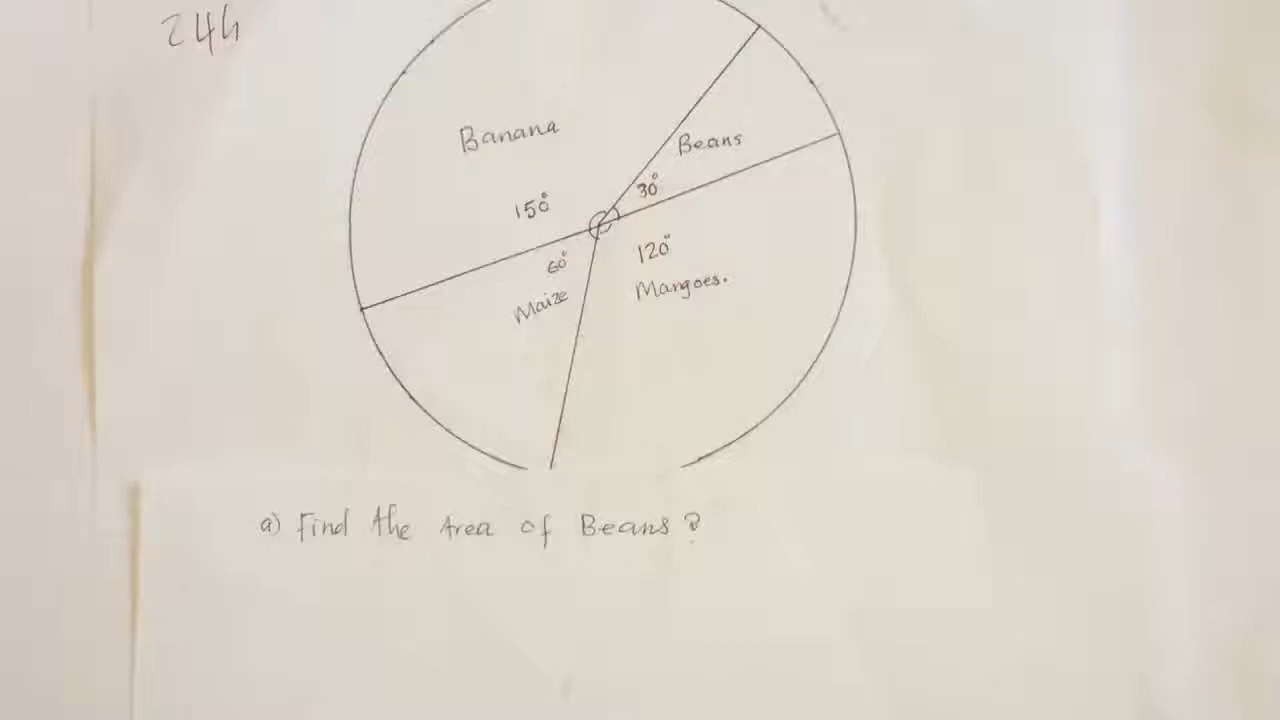 244
Banana
Beans
30°
150°
120°
60°
Mangoes.
Maize
a) Find the Area of Beans?